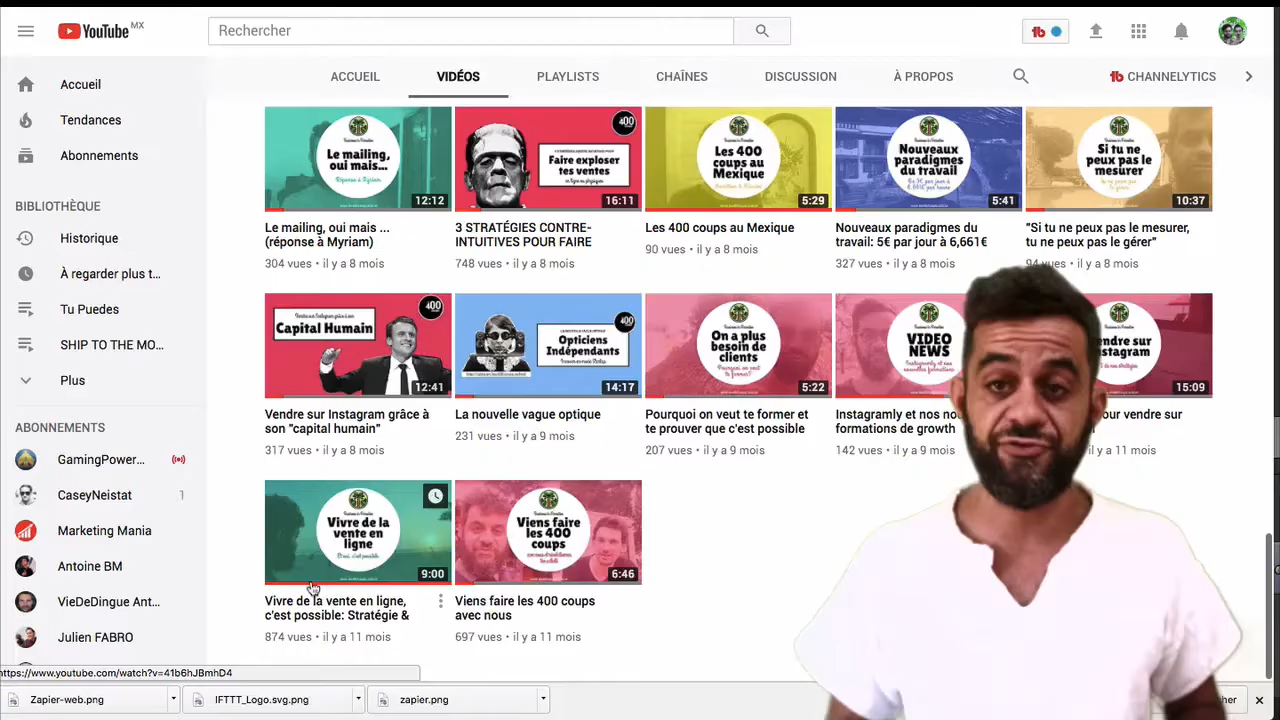 YouTube MX
Rechercher
Accueil
Tendances
Abonnements
BIBLIOTHÈQUE
Historique
À regarder plus t...
Tu Puedes
SHIP TO THE MO...
Plus
ABONNEMENTS
GamingPower...
CaseyNeistat 1
Marketing Mania
Antoine BM
VieDeDingue Ant...
Julien FABRO
ACCUEIL VIDÉOS PLAYLISTS CHAÎNES DISCUSSION À PROPOS CHANNELYTICS
Le mailing,
oui mais...
Réponse à Myriam
12:12
Le mailing, oui mais ...
(réponse à Myriam)
304 vues • il y a 8 mois
400
Faire exploser
tes ventes
16:11
3 STRATÉGIES CONTRE-
INTUITIVES POUR FAIRE
748 vues • il y a 8 mois
Les 400
coups au
Mexique
5:29
Les 400 coups au Mexique
90 vues • il y a 8 mois
Nouveaux
paradigmes
du travail
5:41
Nouveaux paradigmes du
travail: 5€ par jour à 6,661€
327 vues • il y a 8 mois
Si tu ne
peux pas le
mesurer
10:37
"Si tu ne peux pas le mesurer,
tu ne peux pas le gérer"
94 vues • il y a 8 mois
400
Capital Humain
12:41
Vendre sur Instagram grâce à
son "capital humain"
317 vues • il y a 8 mois
400
Opticiens
Indépendants
14:17
La nouvelle vague optique
231 vues • il y a 9 mois
On a plus
besoin de
clients
5:22
Pourquoi on veut te former et
te prouver que c'est possible
207 vues • il y a 9 mois
VIDEO
NEWS
Instagramly et nos no
formations de growth
142 vues • il y a 9 mois
endre sur
stagram
15:09
our vendre sur
il y a 11 mois
Vivre de la
vente en
ligne
9:00
Vivre de la vente en ligne,
c'est possible: Stratégie &
874 vues • il y a 11 mois
Viens faire
les 400
coups
6:46
Viens faire les 400 coups
avec nous
697 vues • il y a 11 mois
https://www.youtube.com/watch?v=41b6hJBmhD4
Zapier-web.png IFTTT_Logo.svg.png zapier.png